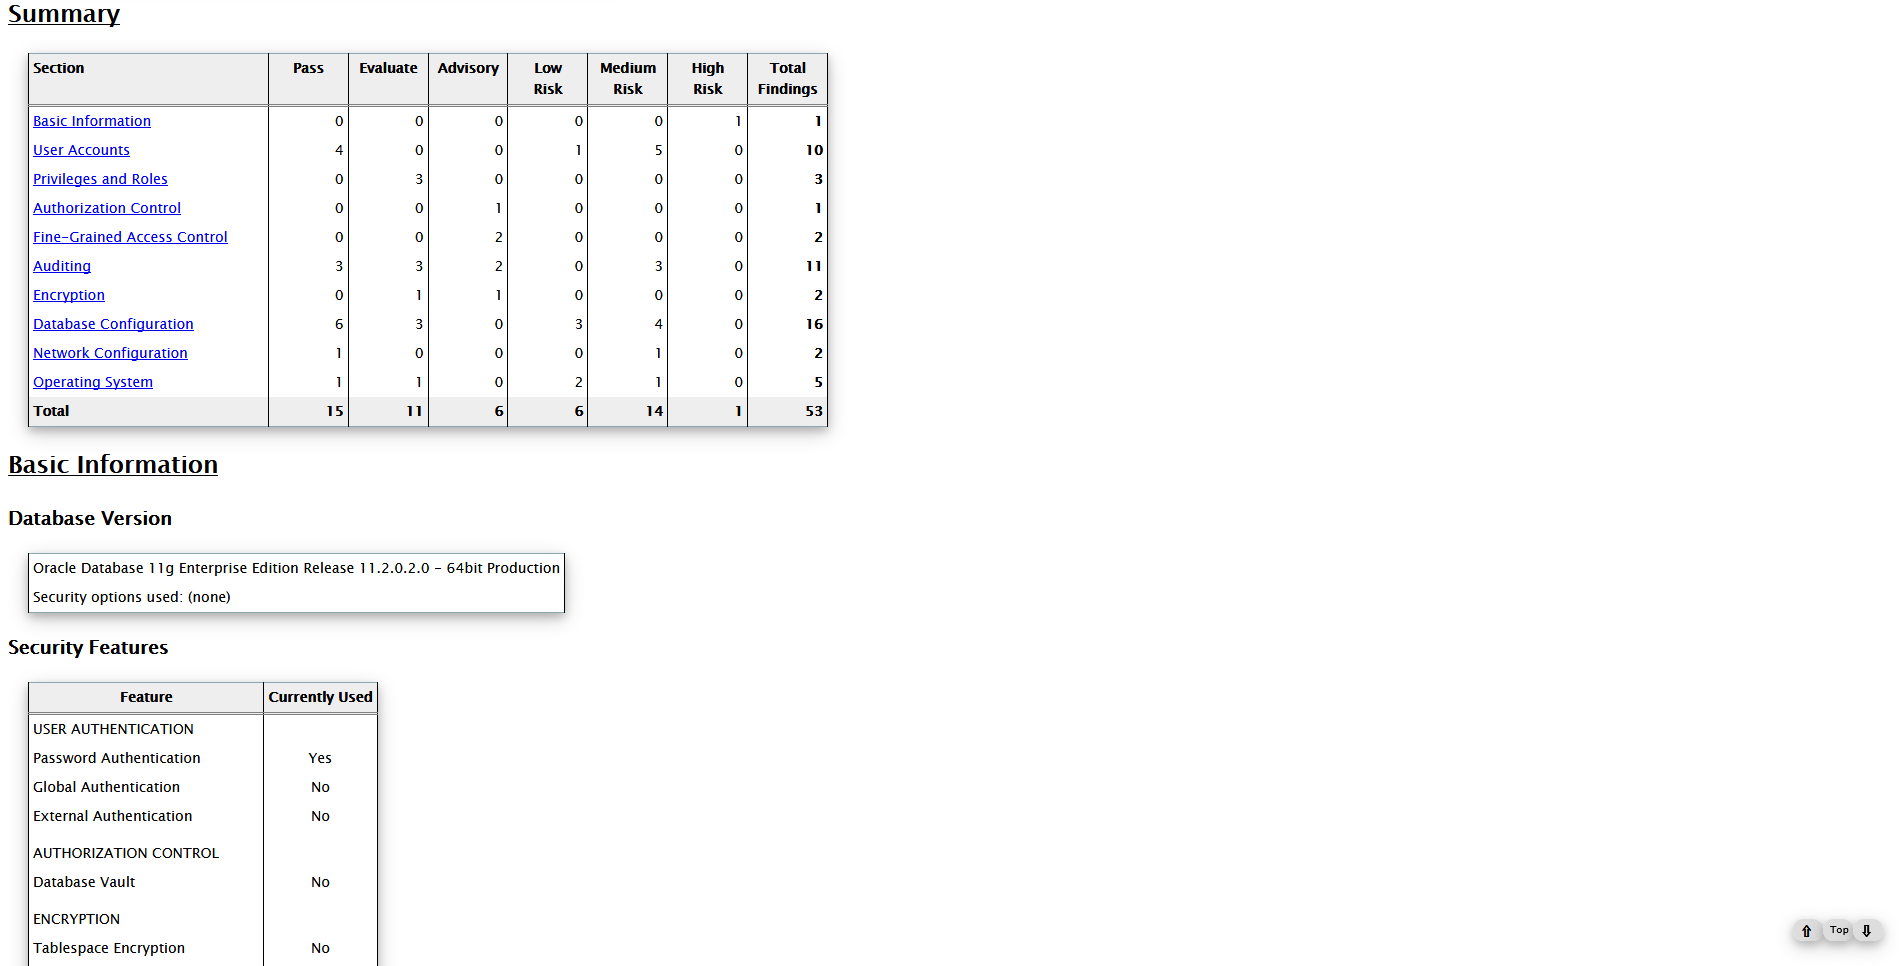 Summary
Section Pass Evaluate Advisory Low Risk Medium Risk High Risk Total Findings
Basic Information 0 0 0 0 0 1 1
User Accounts 4 0 0 1 5 0 10
Privileges and Roles 0 3 0 0 0 0 3
Authorization Control 0 0 1 0 0 0 1
Fine-Grained Access Control 0 0 2 0 0 0 2
Auditing 3 3 2 0 3 0 11
Encryption 0 1 1 0 0 0 2
Database Configuration 6 3 0 3 4 0 16
Network Configuration 1 0 0 0 1 0 2
Operating System 1 1 0 2 1 0 5
Total 15 11 6 6 14 1 53
Basic Information
Database Version
Oracle Database 11g Enterprise Edition Release 11.2.0.2.0 - 64bit Production
Security options used: (none)
Security Features
Feature Currently Used
USER AUTHENTICATION
Password Authentication Yes
Global Authentication No
External Authentication No
AUTHORIZATION CONTROL
Database Vault No
ENCRYPTION
Tablespace Encryption No
⇧ Top ⇩